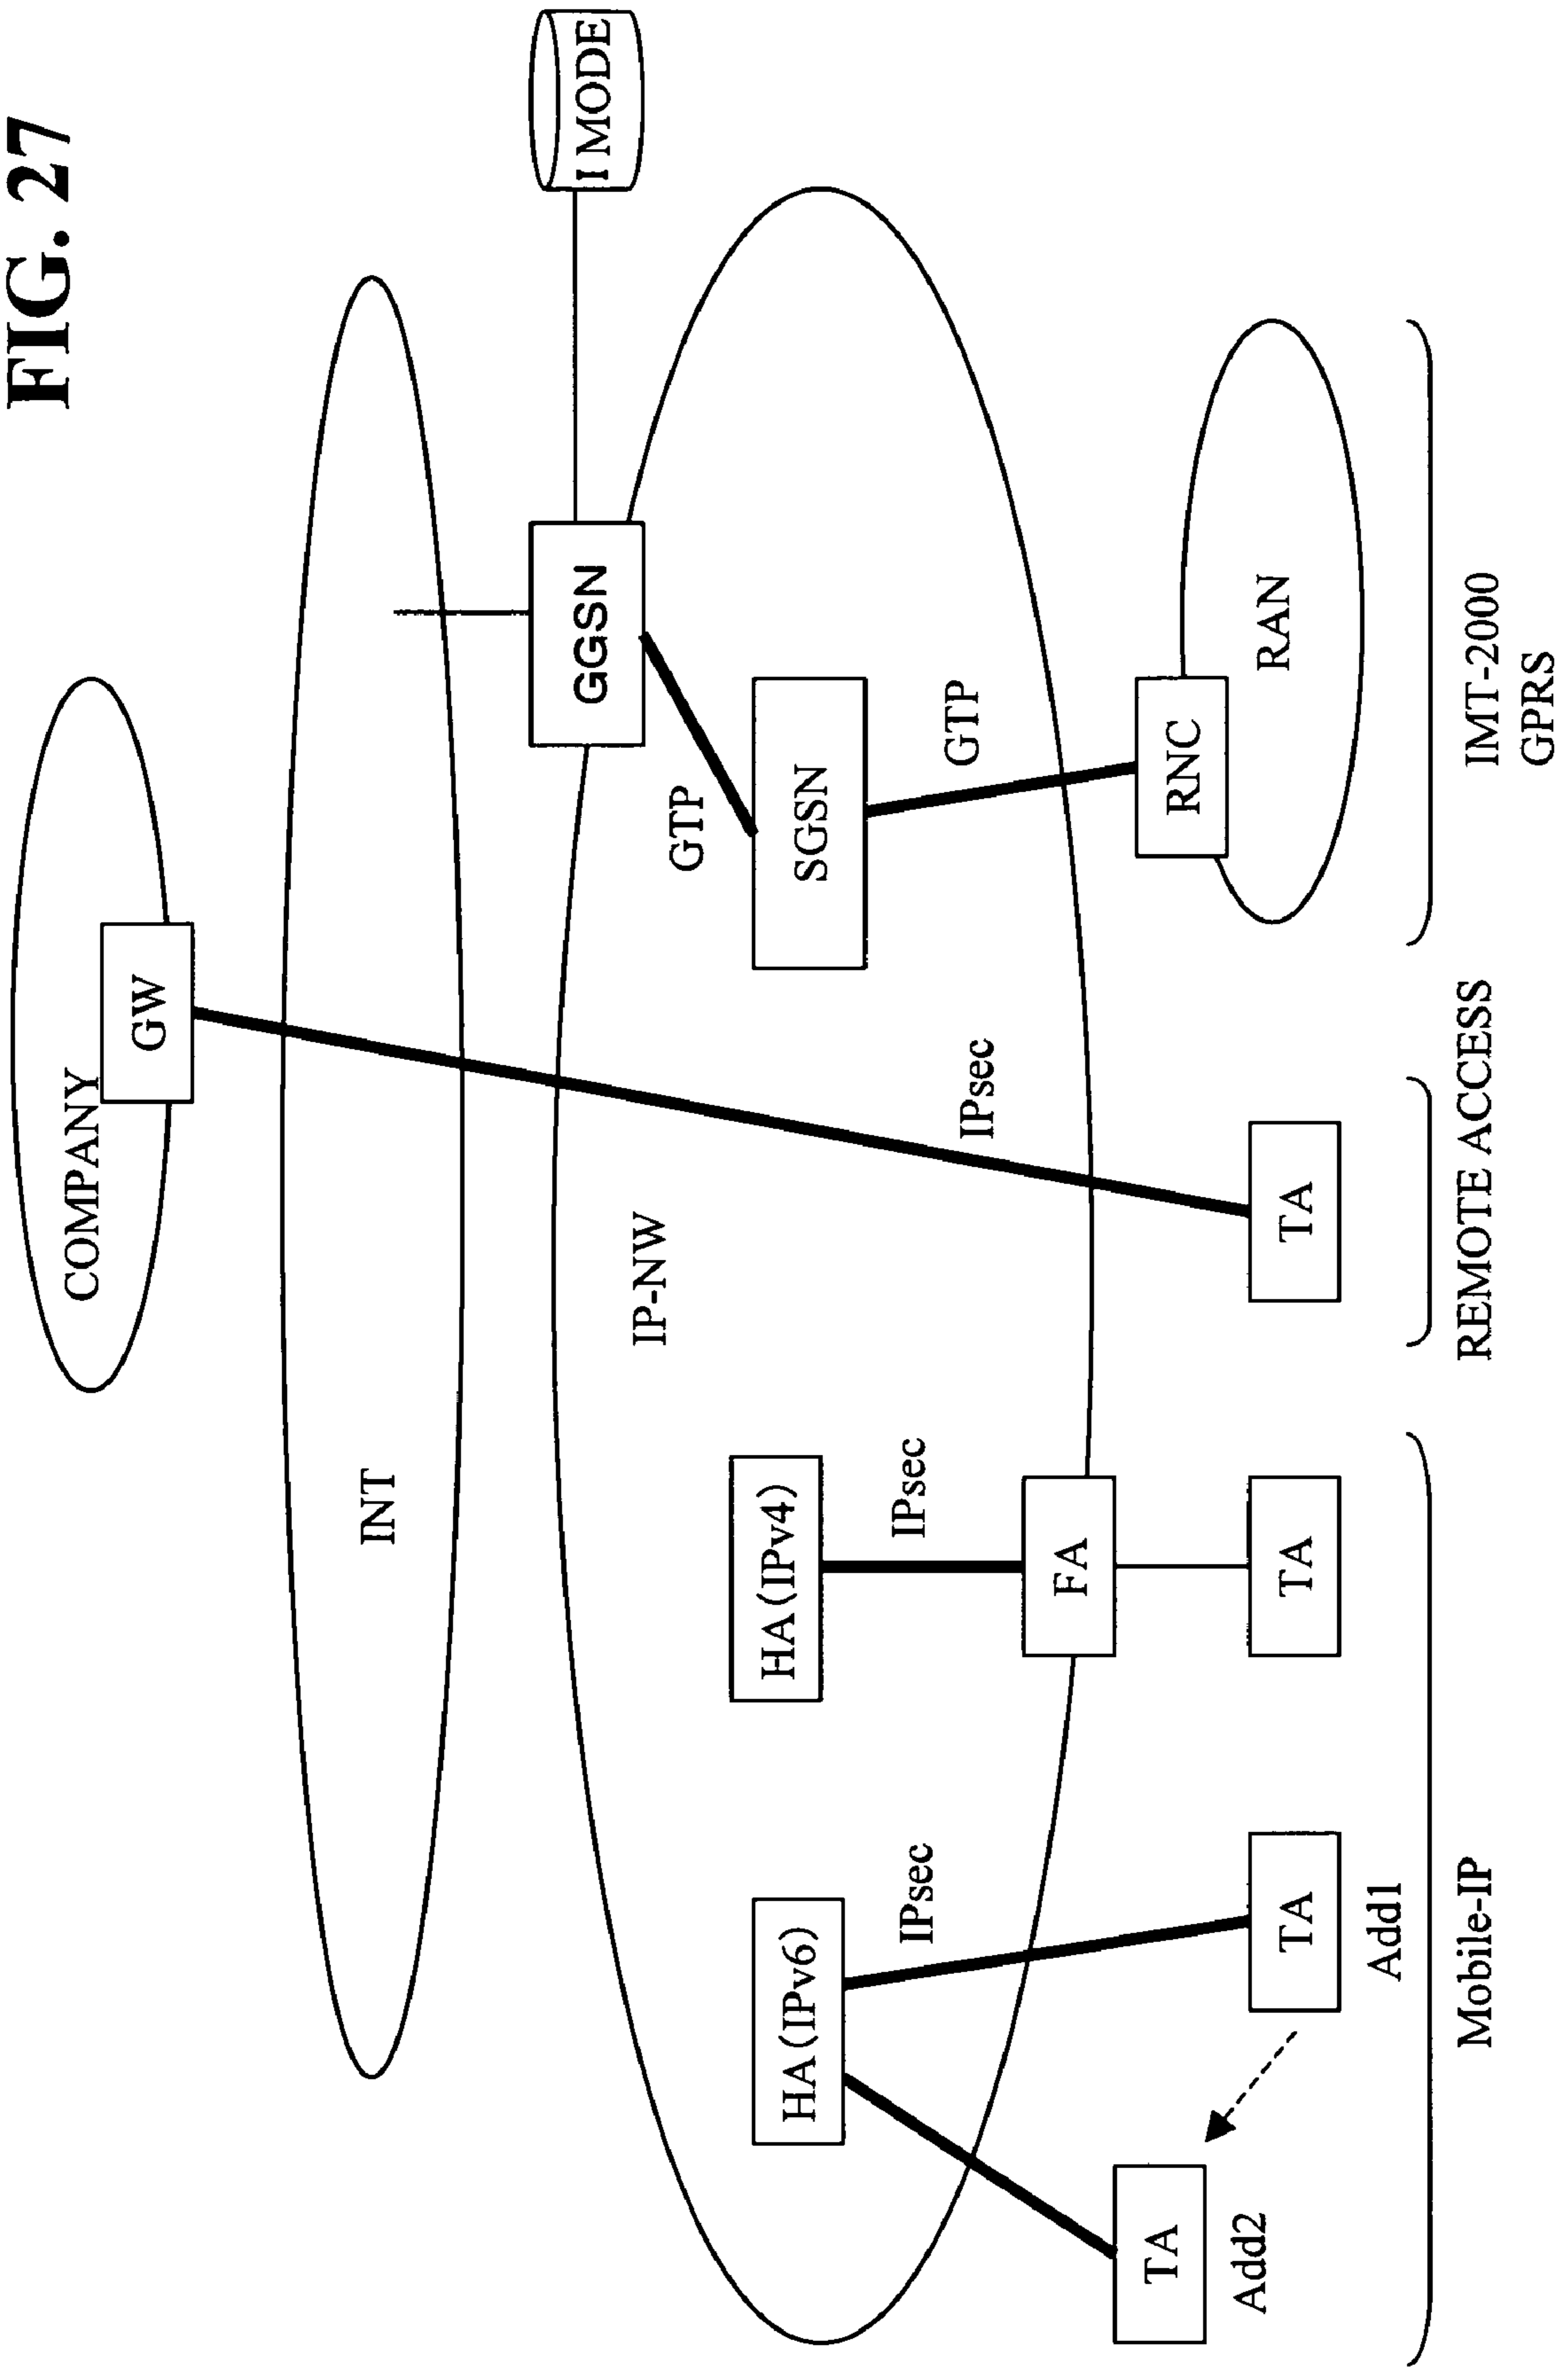 FIG. 27
COMPANY
GW
INT
I MODE
GGSN
IP-NW
GTP
SGSN
GTP
HA(IPv6)
HA(IPv4)
IPsec
IPsec
IPsec
FA
RNC
RAN
TA
Add2
TA
Add1
TA
TA
Mobile-IP
REMOTE ACCESS
IMT-2000
GPRS